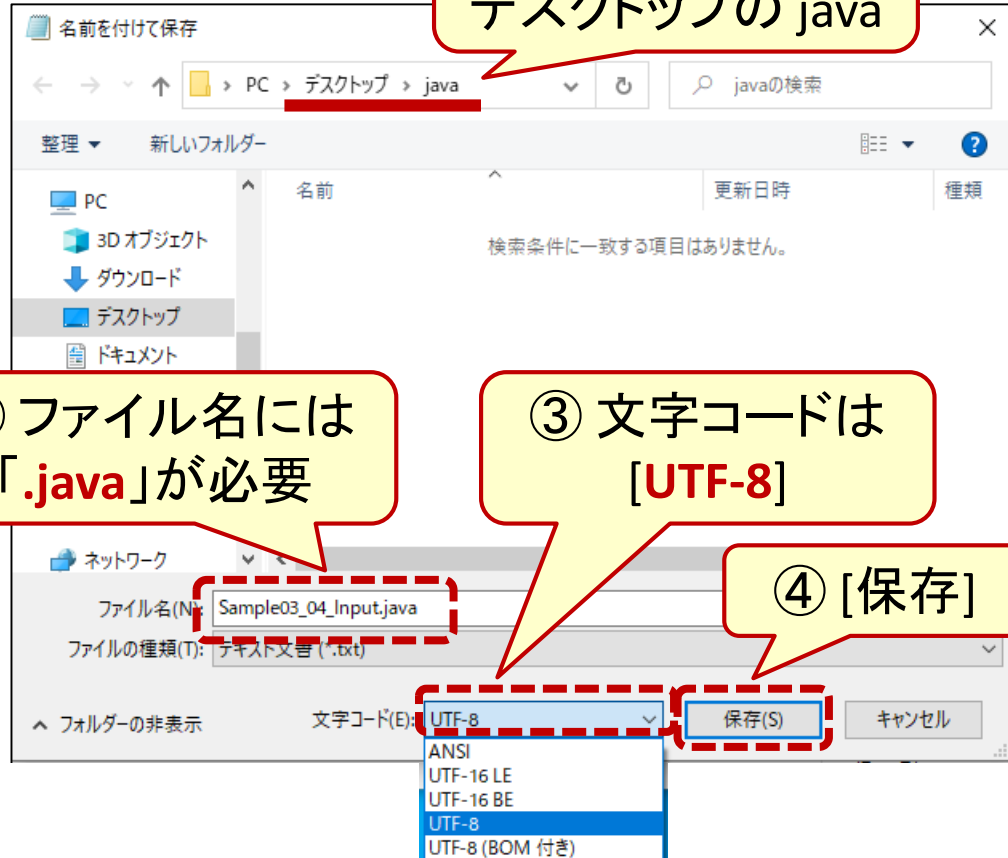 デスクトップの java
名前を付けて保存
PC > デスクトップ > java
javaの検索
整理 新しいフォルダー
名前 更新日時 種類
PC
検索条件に一致する項目はありません。
3D オブジェクト
ダウンロード
デスクトップ
ドキュメント
ファイル名には
「.java」が必要
③ 文字コードは
[UTF-8]
ネットワーク
④ [保存]
ファイル名(N): Sample03_04_Input.java
ファイルの種類(T): テキスト文書 (*.txt)
フォルダーの非表示 文字コード(E): UTF-8 保存(S) キャンセル
ANSI
UTF-16 LE
UTF-16 BE
UTF-8
UTF-8 (BOM 付き)